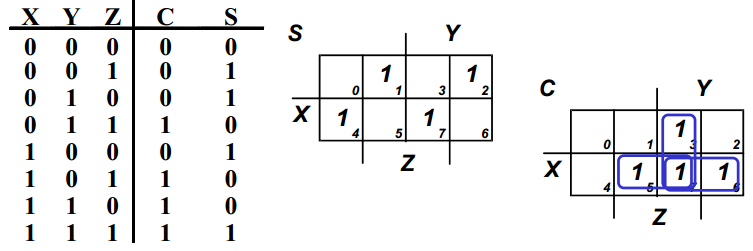 X Y Z C S
0 0 0 0 0
0 0 1 0 1
0 1 0 0 1
0 1 1 1 0
1 0 0 0 1
1 0 1 1 0
1 1 0 1 0
1 1 1 1 1
S Y
0 1 1 3 1 2
X 1 4 5 1 7 6
Z
C Y
0 1 1 3 2
X 4 1 5 1 7 1 6
Z